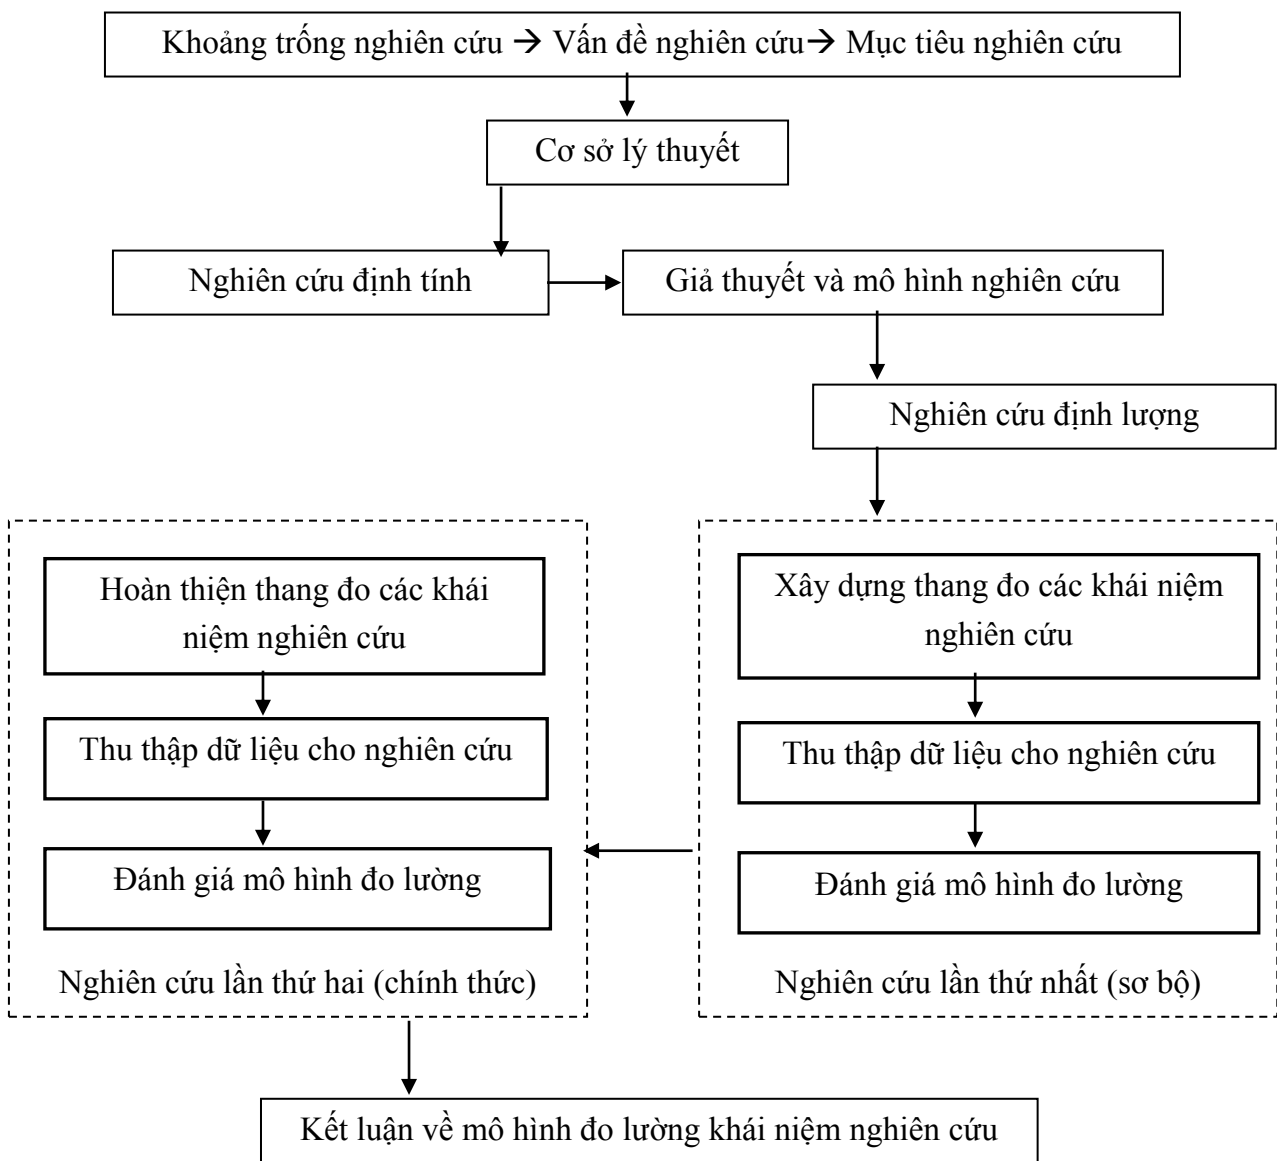 Khoảng trống nghiên cứu → Vấn đề nghiên cứu→ Mục tiêu nghiên cứu
Cơ sở lý thuyết
Nghiên cứu định tính
Giả thuyết và mô hình nghiên cứu
Nghiên cứu định lượng
Xây dựng thang đo các khái niệm
nghiên cứu
Thu thập dữ liệu cho nghiên cứu
Đánh giá mô hình đo lường
Nghiên cứu lần thứ nhất (sơ bộ)
Hoàn thiện thang đo các khái
niệm nghiên cứu
Thu thập dữ liệu cho nghiên cứu
Đánh giá mô hình đo lường
Nghiên cứu lần thứ hai (chính thức)
Kết luận về mô hình đo lường khái niệm nghiên cứu